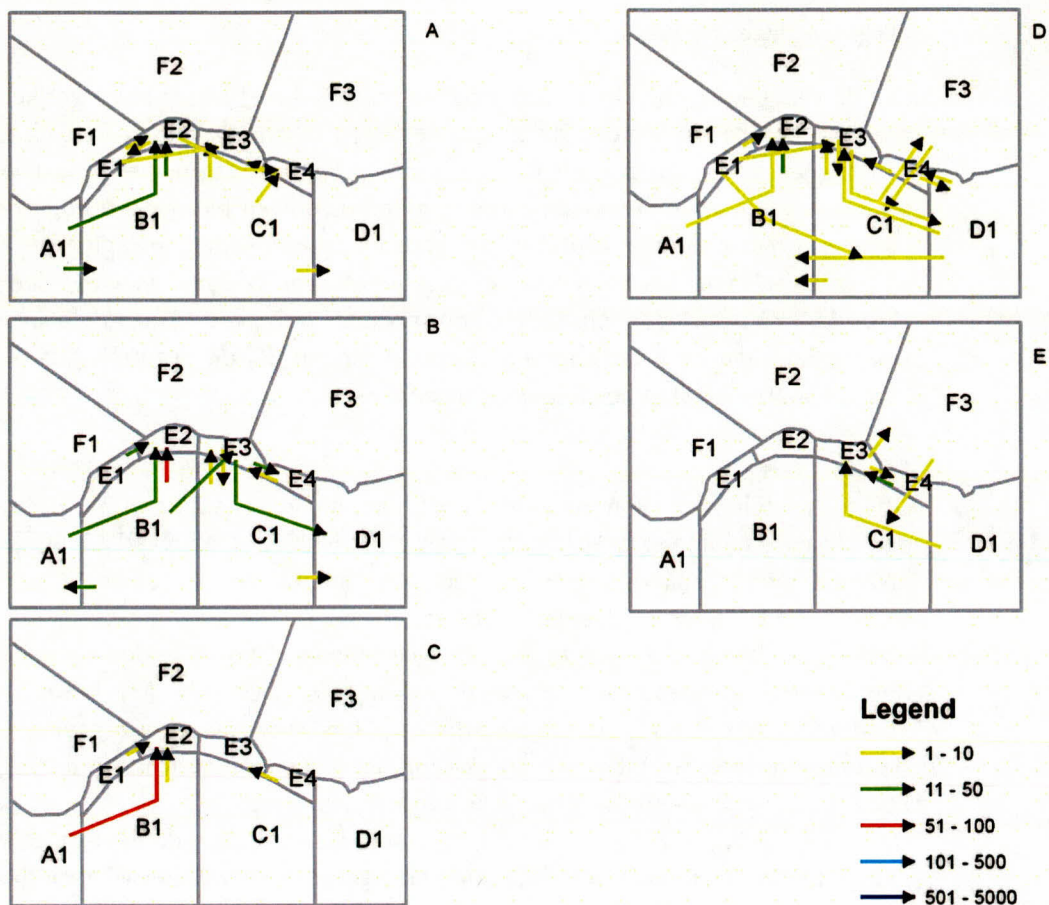 A
F2
F3
F1
E2
E3
E1
E4
B1
C1
A1
D1
B
F2
F3
F1
E2
E3
E1
E4
B1
C1
A1
D1
C
F2
F3
F1
E2
E3
E1
E4
B1
C1
A1
D1
D
F2
F3
F1
E2
E3
E1
E4
B1
C1
A1
D1
E
F2
F3
F1
E2
E3
E1
E4
B1
C1
A1
D1
Legend
1 - 10
11 - 50
51 - 100
101 - 500
501 - 5000